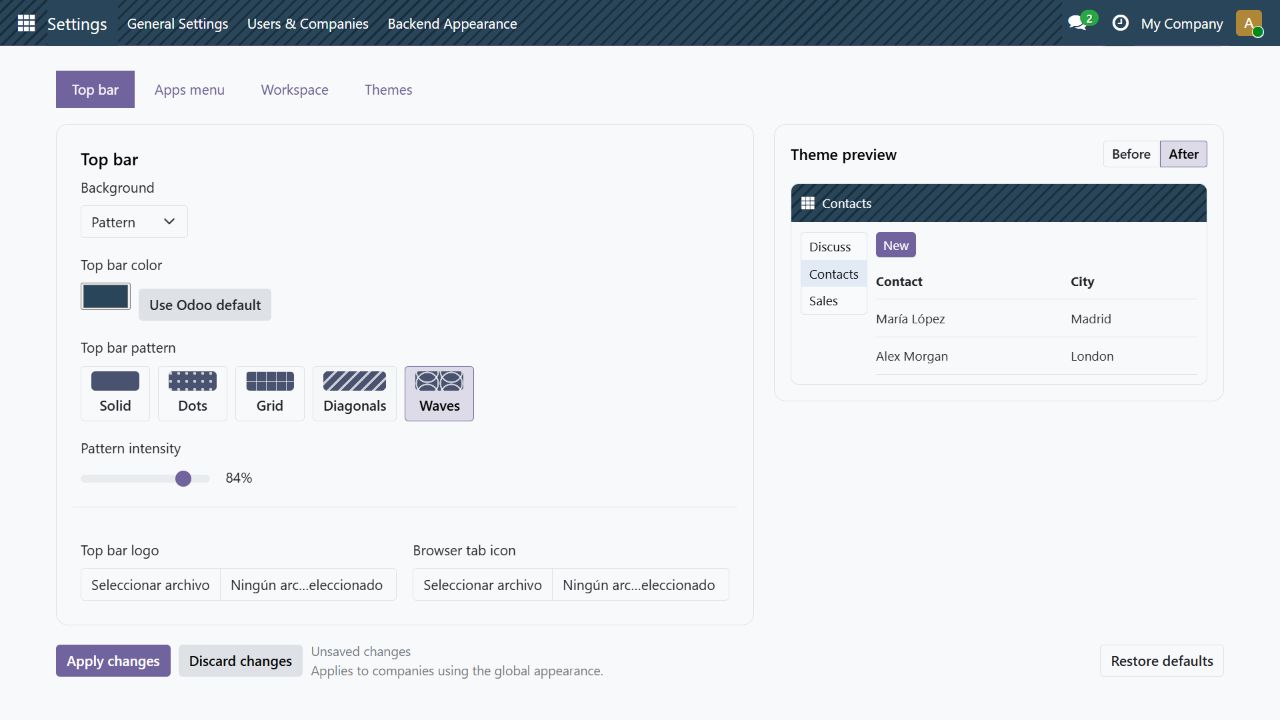 Settings General Settings Users & Companies Backend Appearance 2 My Company A
Top bar Apps menu Workspace Themes
Top bar
Background
Pattern
Top bar color
Use Odoo default
Top bar pattern
Solid Dots Grid Diagonals Waves
Pattern intensity
84%
Top bar logo Browser tab icon
Seleccionar archivo Ningún arc...eleccionado Seleccionar archivo Ningún arc...eleccionado
Theme preview Before After
Contacts
Discuss New
Contacts Contact City
Sales
María López Madrid
Alex Morgan London
Apply changes Discard changes Unsaved changes
Applies to companies using the global appearance.
Restore defaults